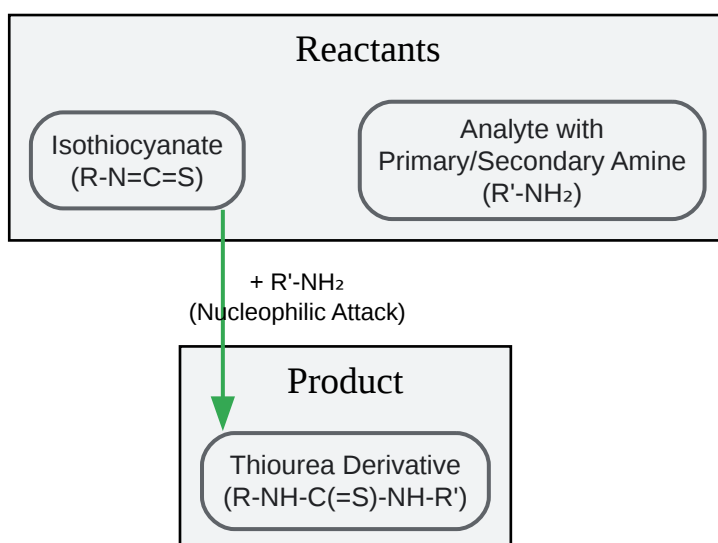 Reactants
Isothiocyanate
(R-N=C=S)
Analyte with
Primary/Secondary Amine
(R'-NH₂)
+ R'-NH₂
(Nucleophilic Attack)
Product
Thiourea Derivative
(R-NH-C(=S)-NH-R')